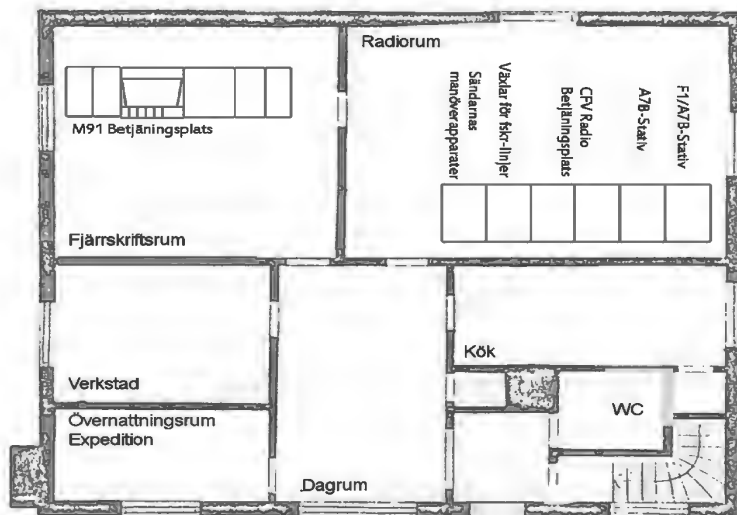 Radiorum
Sändarnas
manöverapparater
Växlar för fskr-linjer
CFV Radio
Betjäningsplats
A7B-Stativ
F1/A7B-Stativ
M91 Betjäningsplats
Fjärrskriftsrum
Verkstad
Kök
Övernattningsrum
Expedition
WC
Dagrum